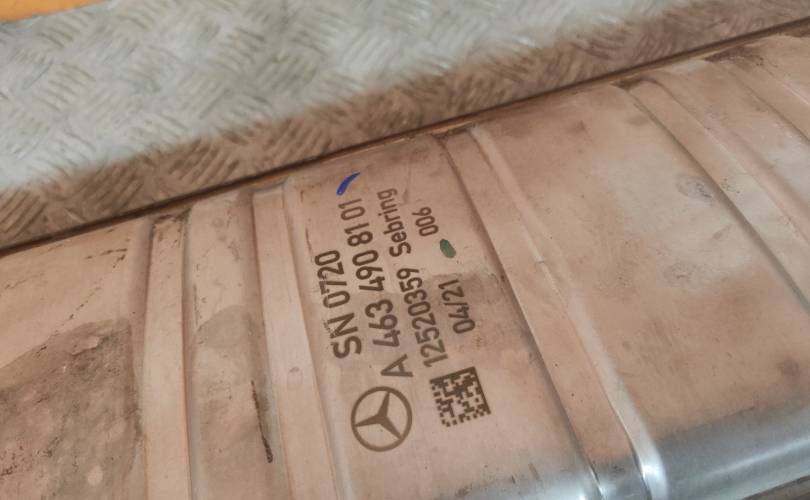 SN 0720
A 463 490 81 01
12520359 Sebring
04/21 006